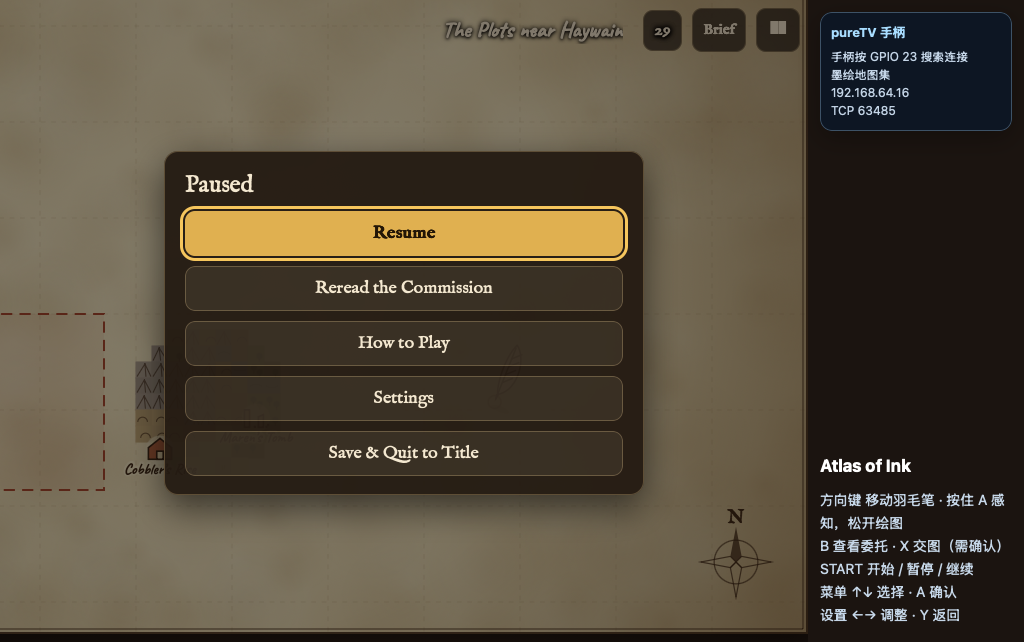 The Plots near Haywain
29
Brief
Paused
Resume
Reread the Commission
How to Play
Settings
Save & Quit to Title
N
pureTV 手柄
手柄按 GPIO 23 搜索连接
墨绘地图集
192.168.64.16
TCP 63485
Atlas of Ink
方向键 移动羽毛笔 · 按住 A 感
知，松开绘图
B 查看委托 · X 交图（需确认）
START 开始 / 暂停 / 继续
菜单 ↑↓ 选择 · A 确认
设置 ←→ 调整 · Y 返回